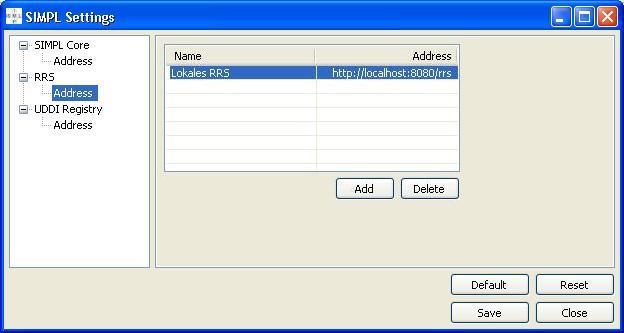 SIMPL Settings
SIMPL Core
Address
RRS
Address
UDDI Registry
Address
Name Address
Lokales RRS http://localhost:8080/rrs
Add Delete
Default Reset
Save Close